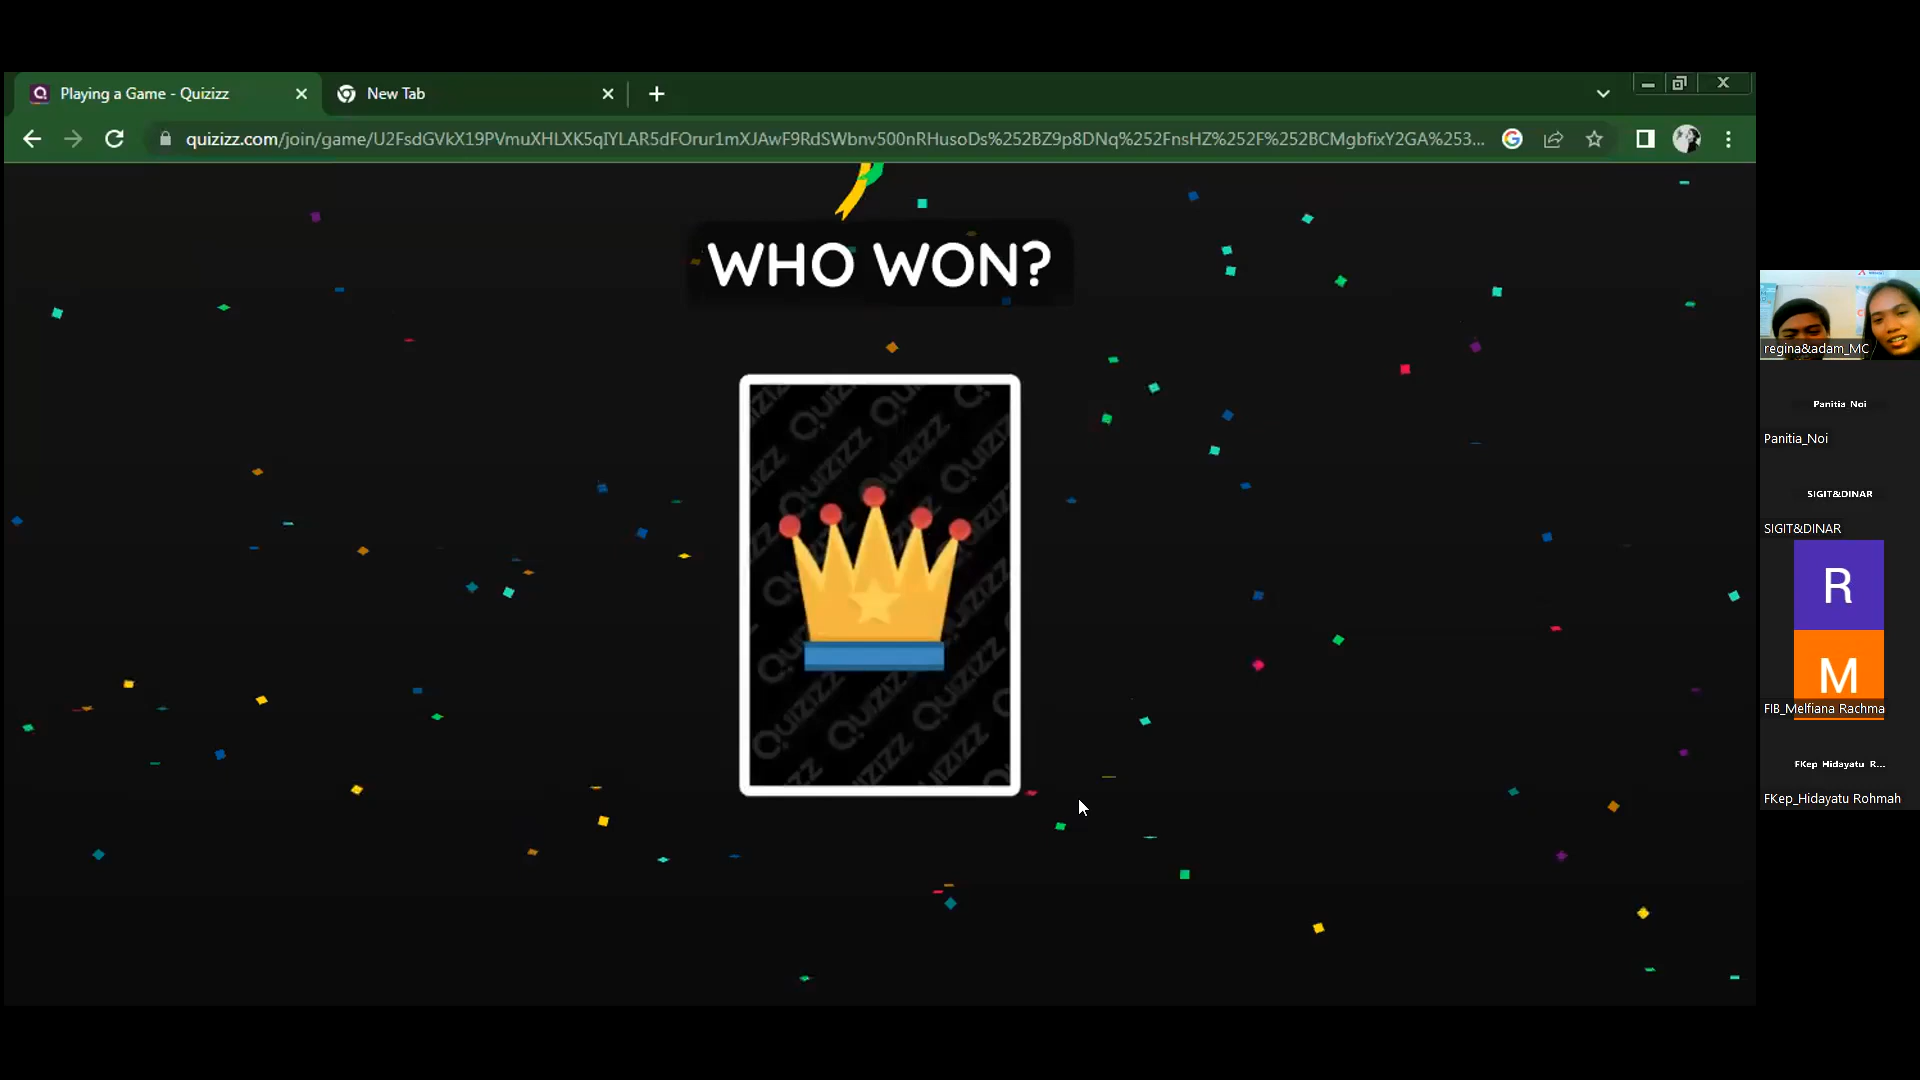 Playing a Game - Quizizz
New Tab
quizizz.com/join/game/U2FsdGVkX19PVmuXHLXK5qIYLAR5dFOrur1mXJAwF9RdSWbnv500nRHusoDs%252BZ9p8DNq%252FnsHZ%252F%252BCMgbfixY2GA%253...
WHO WON?
Quizizz
regina&adam_MC
Panitia Noi
Panitia_Noi
SIGIT&DINAR
SIGIT&DINAR
R
M
FIB_Melfiana Rachma
FKep Hidayatu R...
FKep_Hidayatu Rohmah